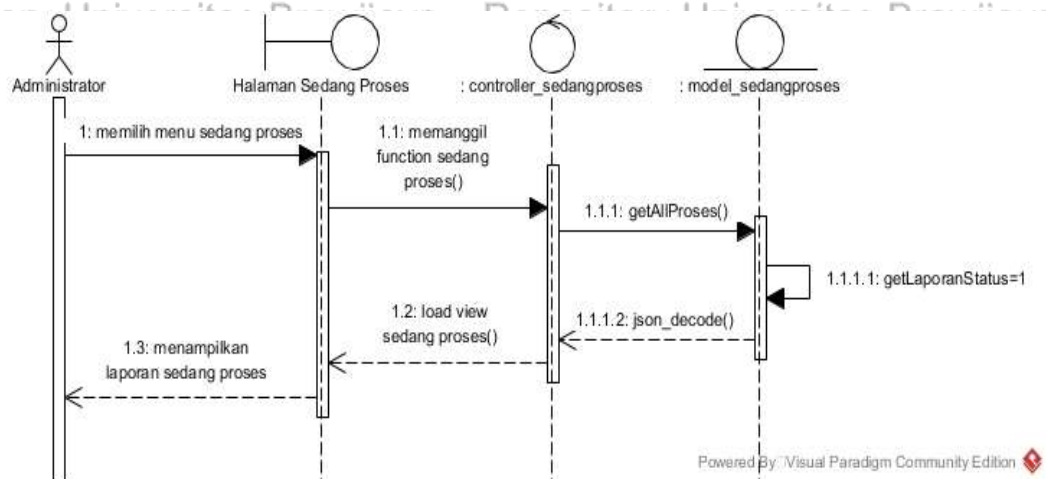 Administrator
Halaman Sedang Proses
: controller_sedangproses
: model_sedangproses
1: memilih menu sedang proses
1.1: memanggil
function sedang
proses()
1.1.1: getAllProses()
1.1.1.1: getLaporanStatus=1
1.1.1.2: json_decode()
1.2: load view
sedang proses()
1.3: menampilkan
laporan sedang proses
Powered By Visual Paradigm Community Edition